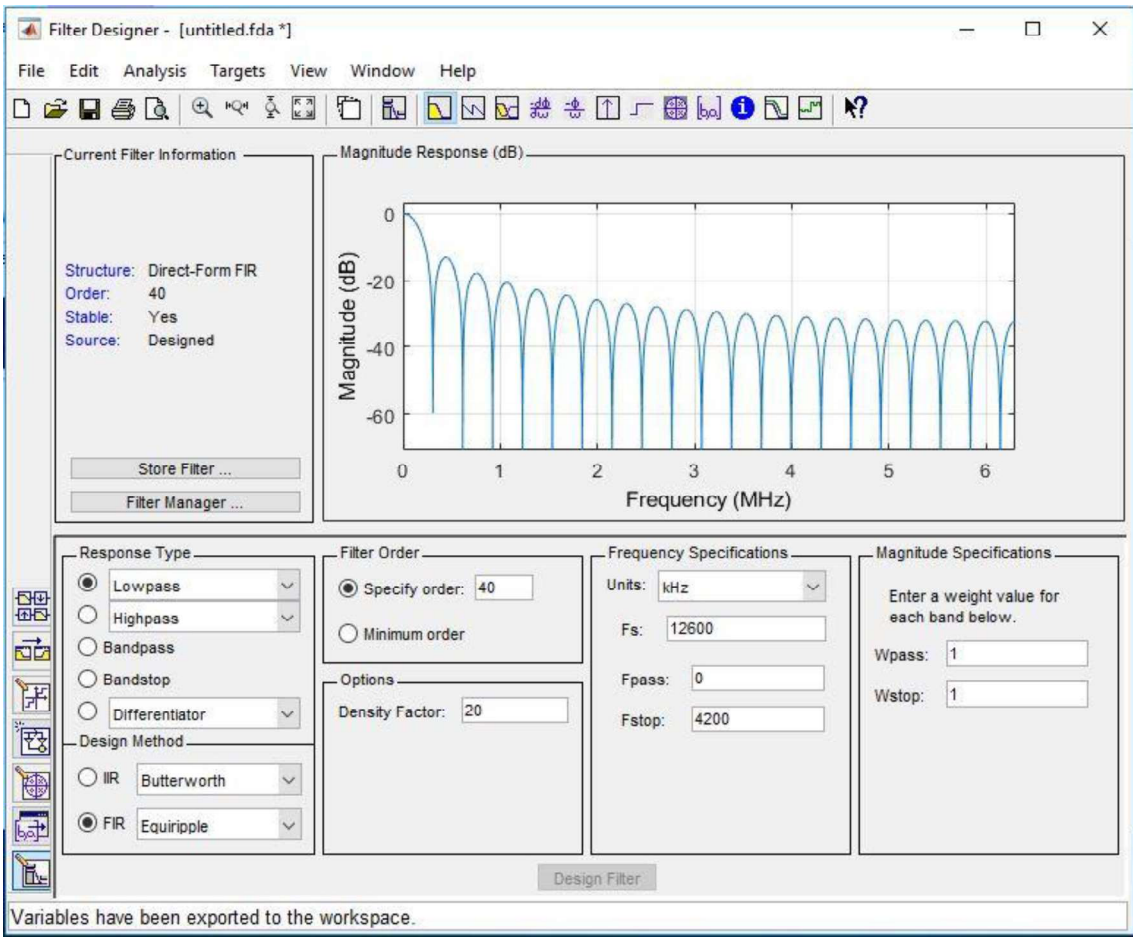 Filter Designer - [untitled.fda *]
File Edit Analysis Targets View Window Help
Current Filter Information
Structure: Direct-Form FIR
Order: 40
Stable: Yes
Source: Designed
Store Filter ...
Filter Manager ...
Magnitude Response (dB)
Magnitude (dB)
0
-20
-40
-60
0 1 2 3 4 5 6
Frequency (MHz)
Response Type
Lowpass
Highpass
Bandpass
Bandstop
Differentiator
Design Method
IIR Butterworth
FIR Equiripple
Filter Order
Specify order: 40
Minimum order
Options
Density Factor: 20
Frequency Specifications
Units: kHz
Fs: 12600
Fpass: 0
Fstop: 4200
Magnitude Specifications
Enter a weight value for
each band below.
Wpass: 1
Wstop: 1
Design Filter
Variables have been exported to the workspace.